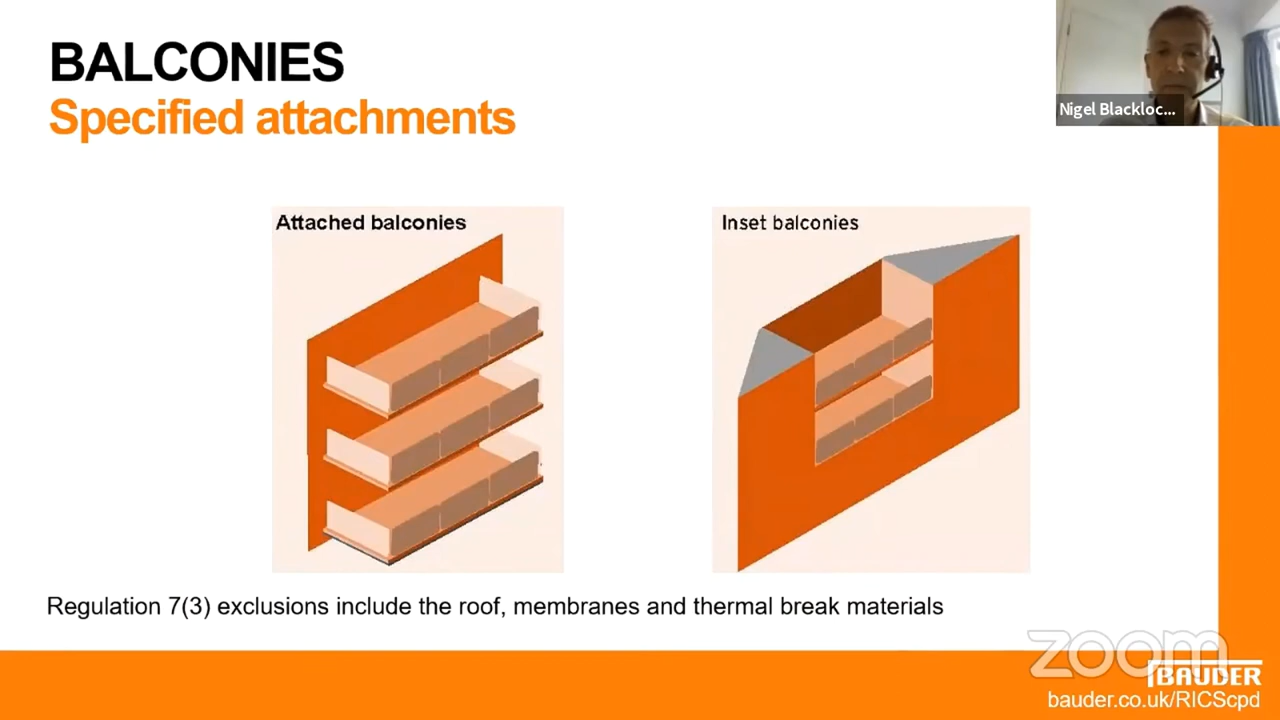 BALCONIES
Specified attachments
Nigel Blackloc...
Attached balconies
Inset balconies
Regulation 7(3) exclusions include the roof, membranes and thermal break materials
zoom
BAUDER
bauder.co.uk/RICScpd